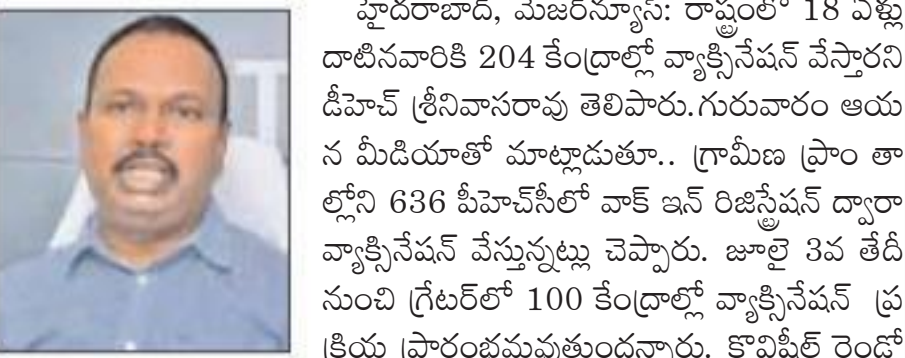 హైదరాబాద్, మేజర్‌న్యూస్: రాష్ట్రంలో 18 ఏళ్లు
దాటినవారికి 204 కేంద్రాల్లో వ్యాక్సినేషన్ వేస్తారని
డీహెచ్ శ్రీనివాసరావు తెలిపారు.గురువారం ఆయ
న మీడియాతో మాట్లాడుతూ.. గ్రామీణ ప్రాం తా
ల్లోని 636 పీహెచ్‌సీలో వాక్ ఇన్ రిజిస్ట్రేషన్ ద్వారా
వ్యాక్సినేషన్ వేస్తున్నట్లు చెప్పారు. జూలై 3వ తేదీ
నుంచి గ్రేటర్‌లో 100 కేంద్రాల్లో వ్యాక్సినేషన్ ప్ర
క్రియ ప్రారంభమవుతుందన్నారు. కొవిషీల్డ్ రెండో